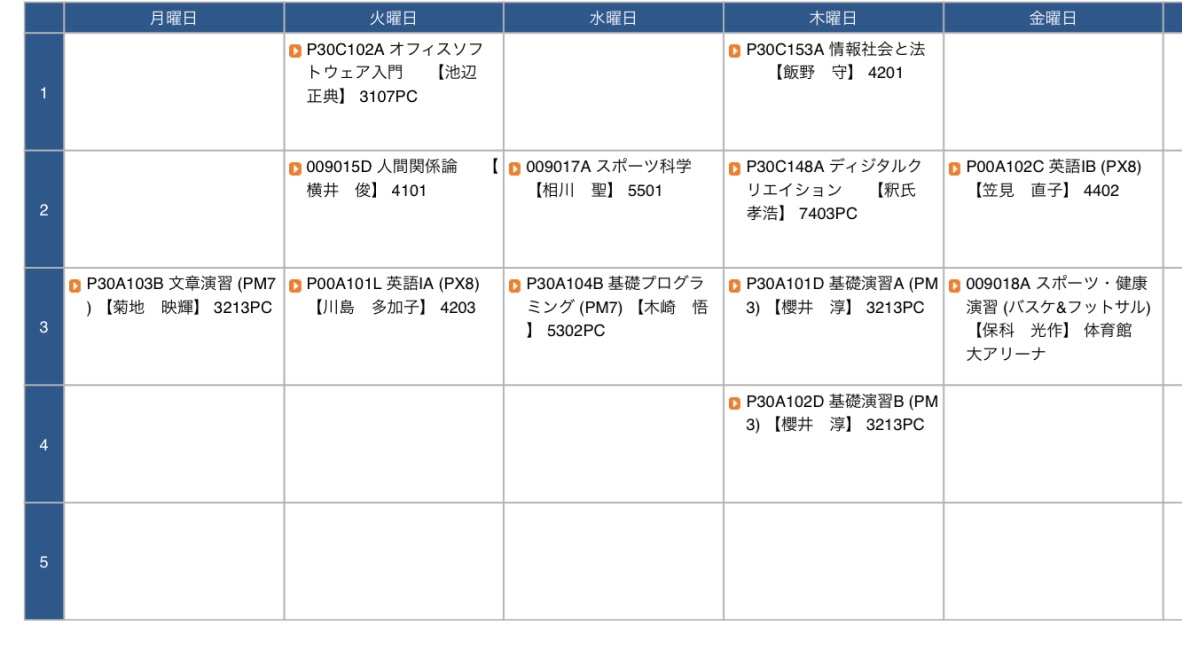 月曜日
火曜日
水曜日
木曜日
金曜日
1
P30C102A オフィスソフ
トウェア入門　　【池辺
正典】 3107PC
P30C153A 情報社会と法
【飯野　守】 4201
2
009015D 人間関係論　　【
横井　俊】 4101
009017A スポーツ科学
【相川　聖】 5501
P30C148A ディジタルク
リエイション　　【釈氏
孝浩】 7403PC
P00A102C 英語IB (PX8)
【笠見　直子】 4402
3
P30A103B 文章演習 (PM7
) 【菊地　映輝】 3213PC
P00A101L 英語IA (PX8)
【川島　多加子】 4203
P30A104B 基礎プログラ
ミング (PM7) 【木崎　悟
】 5302PC
P30A101D 基礎演習A (PM
3) 【櫻井　淳】 3213PC
009018A スポーツ・健康
演習 (バスケ&フットサル)
【保科　光作】 体育館
大アリーナ
4
P30A102D 基礎演習B (PM
3) 【櫻井　淳】 3213PC
5